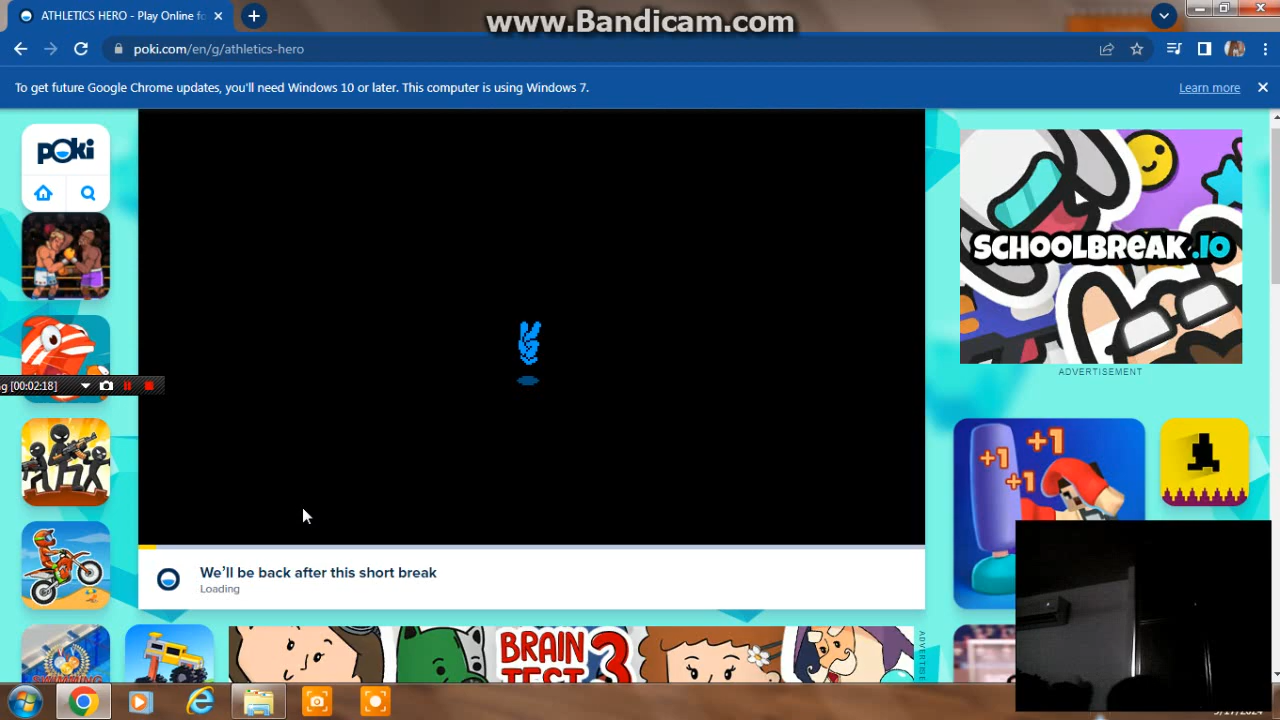 www.Bandicam.com
ATHLETICS HERO - Play Online fo
poki.com/en/g/athletics-hero
To get future Google Chrome updates, you'll need Windows 10 or later. This computer is using Windows 7.
Learn more
poki
SCHOOLBREAK.IO
ADVERTISEMENT
g [00:02:18]
+1
+1
+1
We'll be back after this short break
Loading
BRAIN
TEST 3